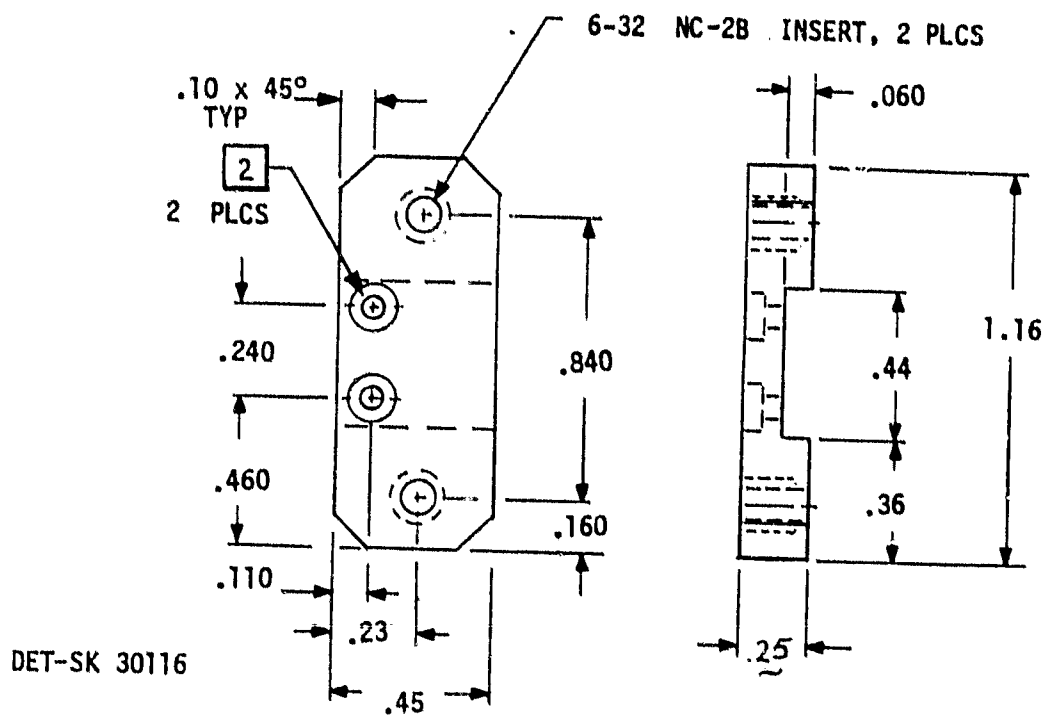 6-32 NC-2B INSERT, 2 PLCS
.10 x 45°
TYP
.060
2
2 PLCS
1.16
.240
.840
.44
.460
.36
.160
.110
.23
.25
DET-SK 30116
.45